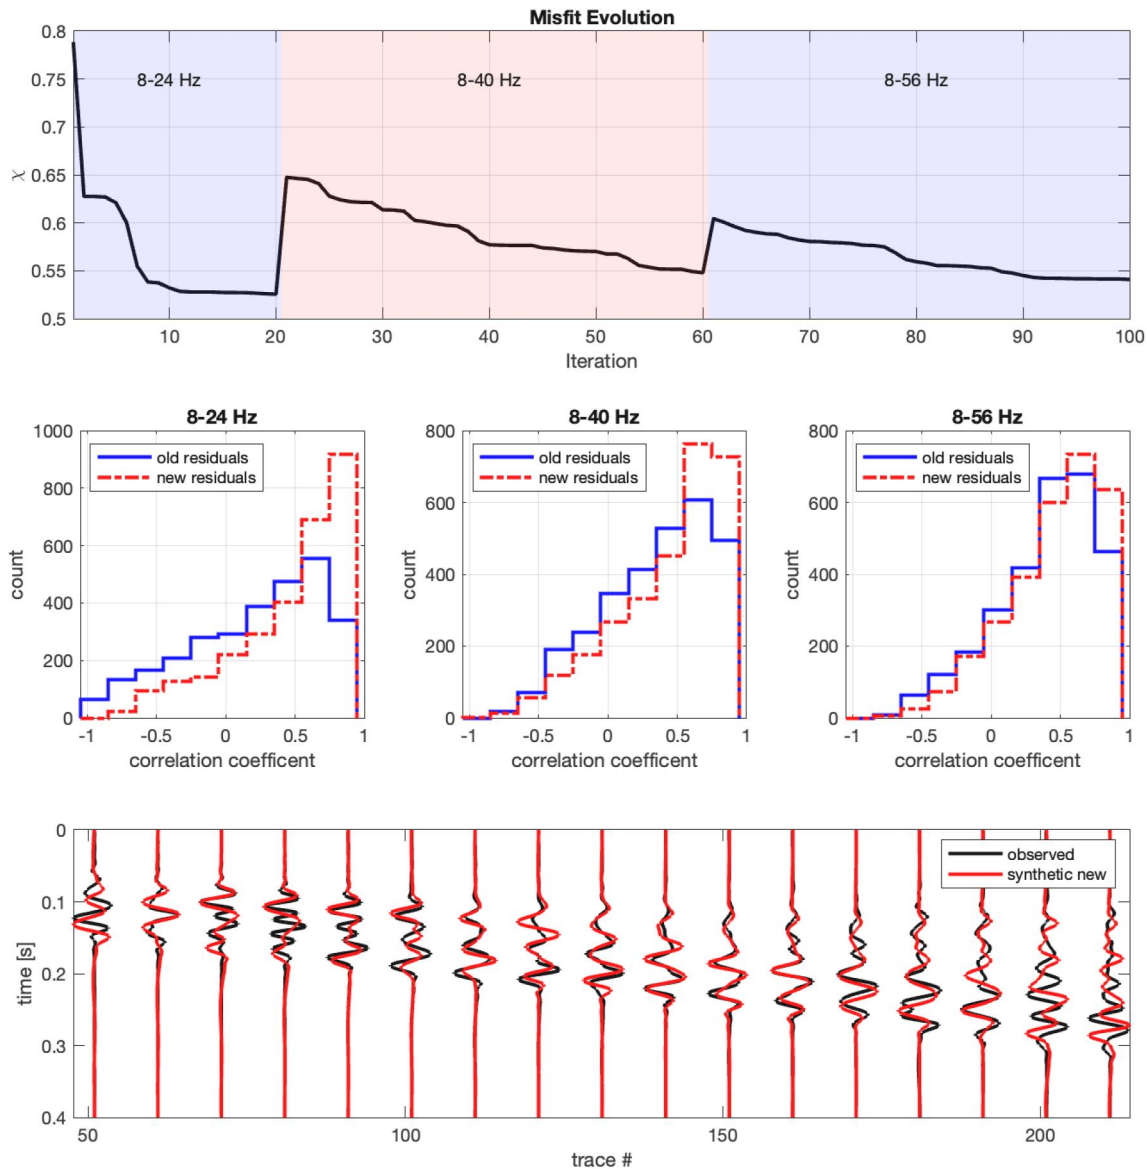 Misfit Evolution
0.8
0.75
0.7
0.65
0.6
0.55
0.5
χ
8-24 Hz
8-40 Hz
8-56 Hz
10 20 30 40 50 60 70 80 90 100
Iteration
8-24 Hz
1000
800
600
400
200
0
count
old residuals
new residuals
-1 -0.5 0 0.5 1
correlation coefficent
8-40 Hz
800
600
400
200
0
count
old residuals
new residuals
-1 -0.5 0 0.5 1
correlation coefficent
8-56 Hz
800
600
400
200
0
count
old residuals
new residuals
-1 -0.5 0 0.5 1
correlation coefficent
0
0.1
0.2
0.3
0.4
time [s]
observed
synthetic new
50 100 150 200
trace #